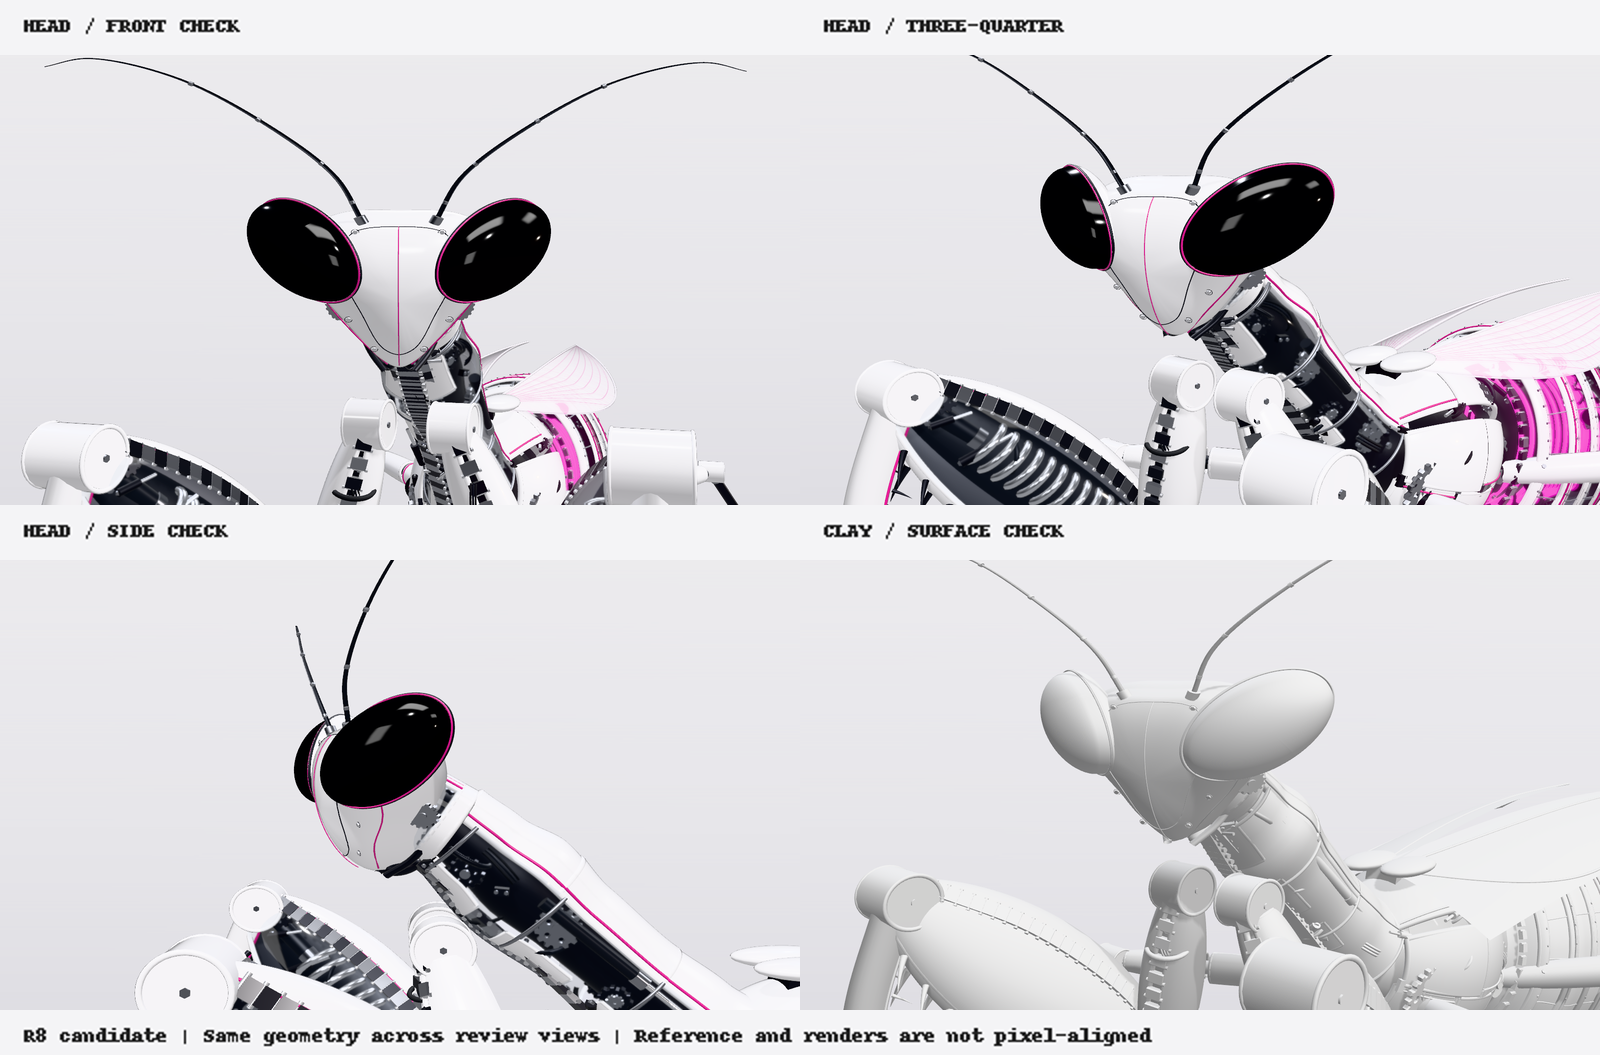 HEAD / FRONT CHECK
HEAD / THREE-QUARTER
HEAD / SIDE CHECK
CLAY / SURFACE CHECK
R8 candidate | Same geometry across review views | Reference and renders are not pixel-aligned